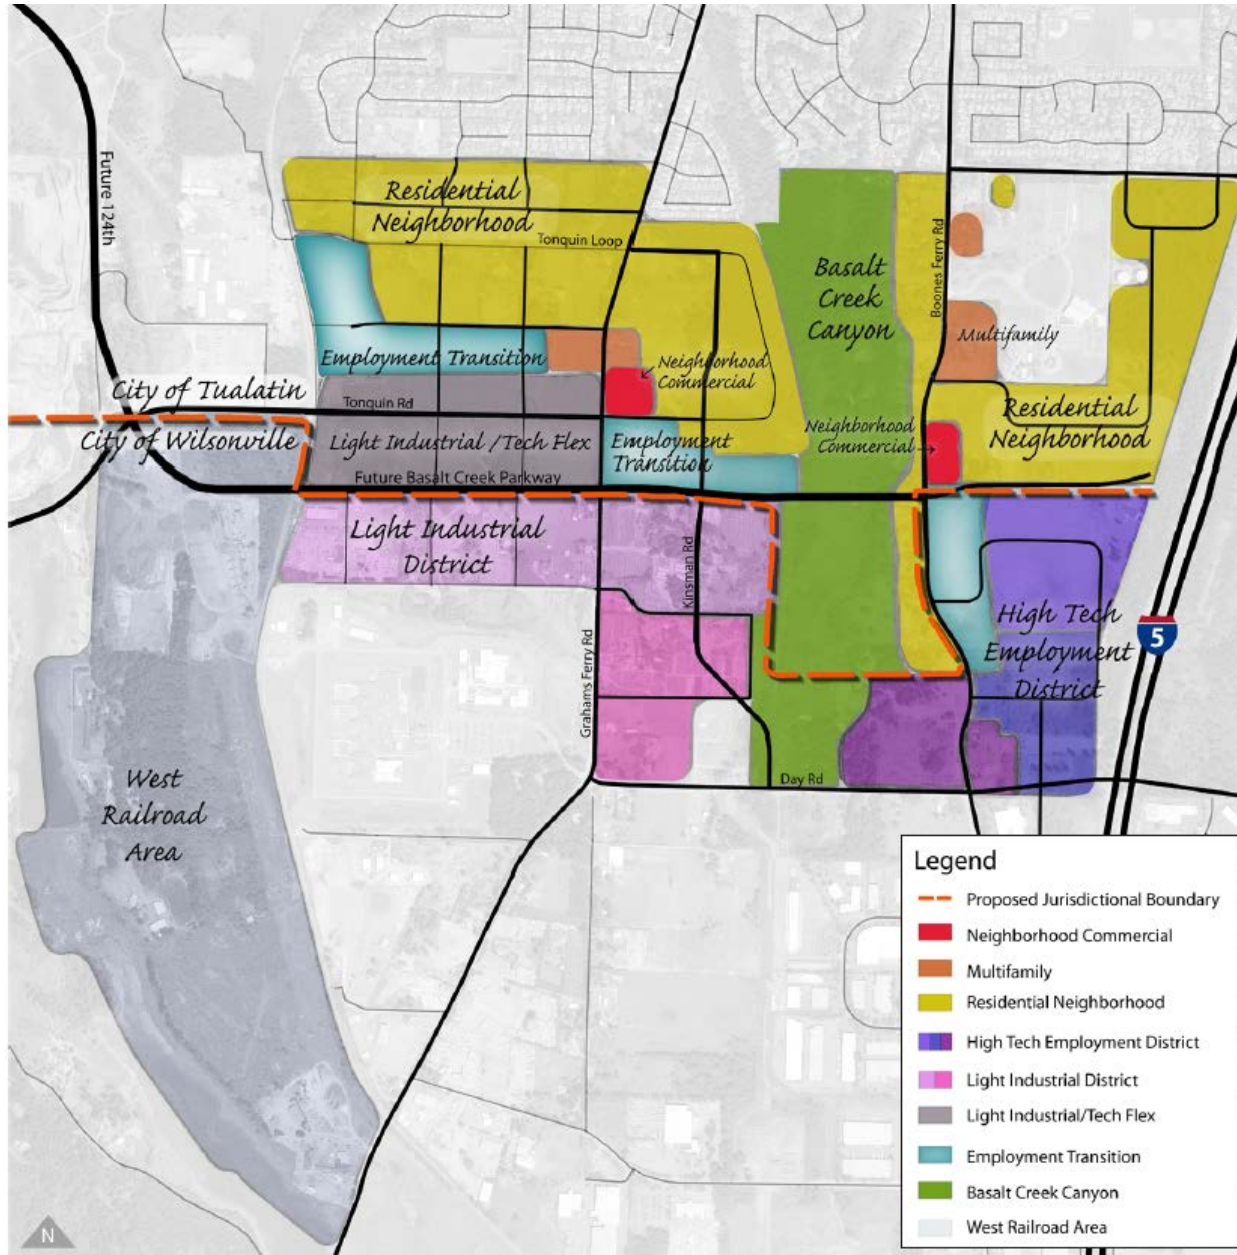 Future 124th
Residential
Neighborhood
Tonquin Loop
Basalt
Creek
Canyon
Boones Ferry Rd
Multifamily
Employment Transition
Neighborhood
Commercial
City of Tualatin
Tonquin Rd
City of Wilsonville
Light Industrial /Tech Flex
Employment
Transition
Neighborhood
Commercial
Residential
Neighborhood
Future Basalt Creek Parkway
Light Industrial
District
Kinsman Rd
High Tech
Employment
District
5
Grahams Ferry Rd
West
Railroad
Area
Day Rd
Legend
Proposed Jurisdictional Boundary
Neighborhood Commercial
Multifamily
Residential Neighborhood
High Tech Employment District
Light Industrial District
Light Industrial/Tech Flex
Employment Transition
Basalt Creek Canyon
West Railroad Area
N